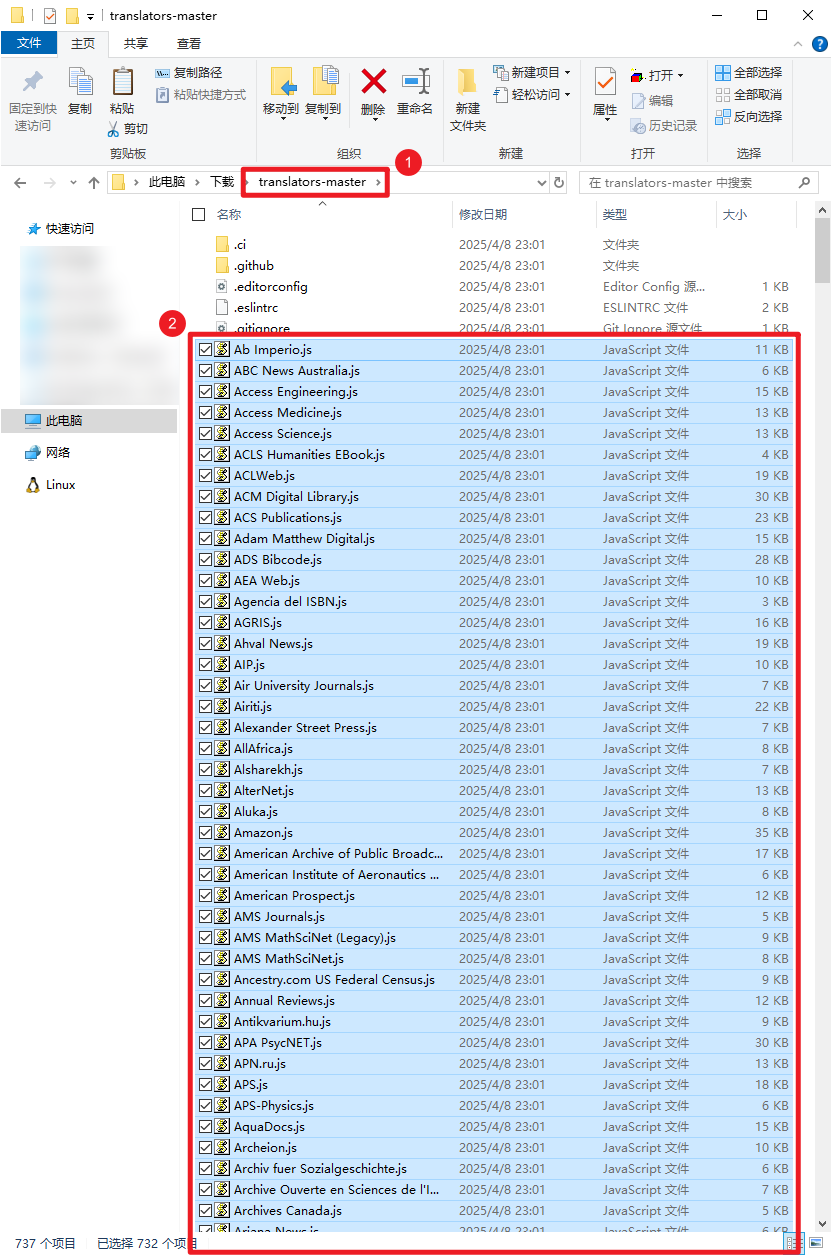 translators-master
文件 主页 共享 查看
固定到快速访问 复制 粘贴 复制路径 粘贴快捷方式 剪切 移动到 复制到 删除 重命名 新建文件夹 新建项目 轻松访问 属性 打开 编辑 历史记录 全部选择 全部取消 反向选择
剪贴板 组织 新建 打开 选择
1
此电脑 下载 translators-master 在 translators-master 中搜索
名称 修改日期 类型 大小
快速访问
此电脑
网络
Linux
.ci 2025/4/8 23:01 文件夹
.github 2025/4/8 23:01 文件夹
.editorconfig 2025/4/8 23:01 Editor Config 源... 1 KB
.eslintrc 2025/4/8 23:01 ESLINTRC 文件 2 KB
2
.gitignore 2025/4/8 23:01 Git Ignore 源文件 1 KB
Ab Imperio.js 2025/4/8 23:01 JavaScript 文件 11 KB
ABC News Australia.js 2025/4/8 23:01 JavaScript 文件 6 KB
Access Engineering.js 2025/4/8 23:01 JavaScript 文件 15 KB
Access Medicine.js 2025/4/8 23:01 JavaScript 文件 13 KB
Access Science.js 2025/4/8 23:01 JavaScript 文件 13 KB
ACLS Humanities EBook.js 2025/4/8 23:01 JavaScript 文件 4 KB
ACLWeb.js 2025/4/8 23:01 JavaScript 文件 19 KB
ACM Digital Library.js 2025/4/8 23:01 JavaScript 文件 30 KB
ACS Publications.js 2025/4/8 23:01 JavaScript 文件 23 KB
Adam Matthew Digital.js 2025/4/8 23:01 JavaScript 文件 15 KB
ADS Bibcode.js 2025/4/8 23:01 JavaScript 文件 28 KB
AEA Web.js 2025/4/8 23:01 JavaScript 文件 10 KB
Agencia del ISBN.js 2025/4/8 23:01 JavaScript 文件 3 KB
AGRIS.js 2025/4/8 23:01 JavaScript 文件 16 KB
Ahval News.js 2025/4/8 23:01 JavaScript 文件 19 KB
AIP.js 2025/4/8 23:01 JavaScript 文件 10 KB
Air University Journals.js 2025/4/8 23:01 JavaScript 文件 7 KB
Airiti.js 2025/4/8 23:01 JavaScript 文件 22 KB
Alexander Street Press.js 2025/4/8 23:01 JavaScript 文件 7 KB
AllAfrica.js 2025/4/8 23:01 JavaScript 文件 8 KB
Alsharekh.js 2025/4/8 23:01 JavaScript 文件 7 KB
AlterNet.js 2025/4/8 23:01 JavaScript 文件 13 KB
Aluka.js 2025/4/8 23:01 JavaScript 文件 8 KB
Amazon.js 2025/4/8 23:01 JavaScript 文件 35 KB
American Archive of Public Broadc... 2025/4/8 23:01 JavaScript 文件 17 KB
American Institute of Aeronautics ... 2025/4/8 23:01 JavaScript 文件 6 KB
American Prospect.js 2025/4/8 23:01 JavaScript 文件 12 KB
AMS Journals.js 2025/4/8 23:01 JavaScript 文件 5 KB
AMS MathSciNet (Legacy).js 2025/4/8 23:01 JavaScript 文件 9 KB
AMS MathSciNet.js 2025/4/8 23:01 JavaScript 文件 8 KB
Ancestry.com US Federal Census.js 2025/4/8 23:01 JavaScript 文件 9 KB
Annual Reviews.js 2025/4/8 23:01 JavaScript 文件 12 KB
Antikvarium.hu.js 2025/4/8 23:01 JavaScript 文件 9 KB
APA PsycNET.js 2025/4/8 23:01 JavaScript 文件 30 KB
APN.ru.js 2025/4/8 23:01 JavaScript 文件 13 KB
APS.js 2025/4/8 23:01 JavaScript 文件 18 KB
APS-Physics.js 2025/4/8 23:01 JavaScript 文件 6 KB
AquaDocs.js 2025/4/8 23:01 JavaScript 文件 15 KB
Archeion.js 2025/4/8 23:01 JavaScript 文件 10 KB
Archiv fuer Sozialgeschichte.js 2025/4/8 23:01 JavaScript 文件 6 KB
Archive Ouverte en Sciences de l'I... 2025/4/8 23:01 JavaScript 文件 7 KB
Archives Canada.js 2025/4/8 23:01 JavaScript 文件 5 KB
Ariana News.js 2025/4/8 23:01 JavaScript 文件 6 KB
737 个项目 已选择 732 个项目